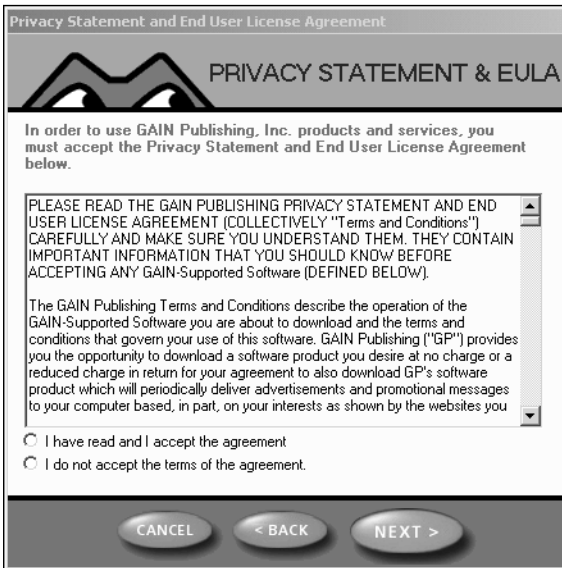 Privacy Statement and End User License Agreement
PRIVACY STATEMENT & EULA
In order to use GAIN Publishing, Inc. products and services, you
must accept the Privacy Statement and End User License Agreement
below.
PLEASE READ THE GAIN PUBLISHING PRIVACY STATEMENT AND END
USER LICENSE AGREEMENT (COLLECTIVELY "Terms and Conditions")
CAREFULLY AND MAKE SURE YOU UNDERSTAND THEM. THEY CONTAIN
IMPORTANT INFORMATION THAT YOU SHOULD KNOW BEFORE
ACCEPTING ANY GAIN-Supported Software (DEFINED BELOW).
The GAIN Publishing Terms and Conditions describe the operation of the
GAIN-Supported Software you are about to download and the terms and
conditions that govern your use of this software. GAIN Publishing ("GP") provides
you the opportunity to download a software product you desire at no charge or a
reduced charge in return for your agreement to also download GP's software
product which will periodically deliver advertisements and promotional messages
to your computer based, in part, on your interests as shown by the websites you
I have read and I accept the agreement
I do not accept the terms of the agreement.
CANCEL
< BACK
NEXT >